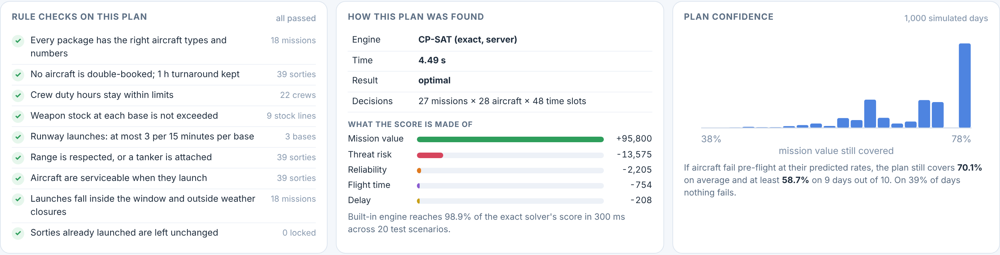 RULE CHECKS ON THIS PLAN
all passed
Every package has the right aircraft types and
numbers
18 missions
No aircraft is double-booked; 1 h turnaround kept
39 sorties
Crew duty hours stay within limits
22 crews
Weapon stock at each base is not exceeded
9 stock lines
Runway launches: at most 3 per 15 minutes per base
3 bases
Range is respected, or a tanker is attached
39 sorties
Aircraft are serviceable when they launch
39 sorties
Launches fall inside the window and outside weather
closures
18 missions
Sorties already launched are left unchanged
0 locked
HOW THIS PLAN WAS FOUND
Engine CP-SAT (exact, server)
Time 4.49 s
Result optimal
Decisions 27 missions × 28 aircraft × 48 time slots
WHAT THE SCORE IS MADE OF
Mission value +95,800
Threat risk -13,575
Reliability -2,205
Flight time -754
Delay -208
Built-in engine reaches 98.9% of the exact solver's score in 300 ms
across 20 test scenarios.
PLAN CONFIDENCE
1,000 simulated days
38% 78%
mission value still covered
If aircraft fail pre-flight at their predicted rates, the plan still covers 70.1%
on average and at least 58.7% on 9 days out of 10. On 39% of days
nothing fails.